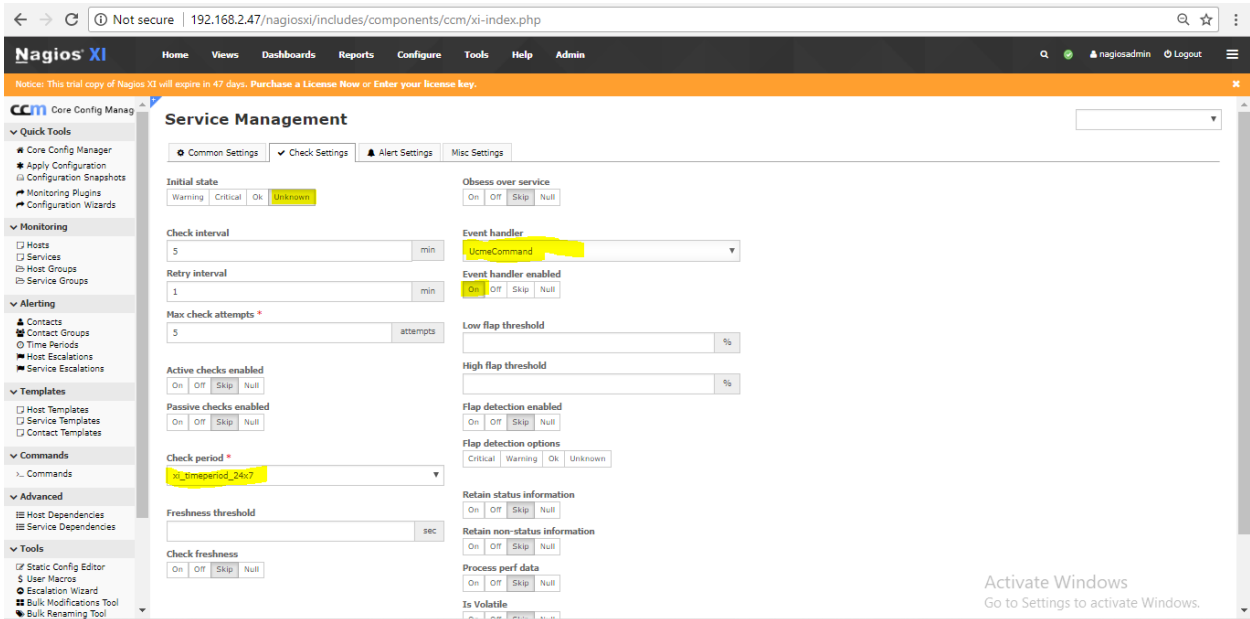 Not secure 192.168.2.47/nagiosxi/includes/components/ccm/xi-index.php
Nagios XI Home Views Dashboards Reports Configure Tools Help Admin nagiosadmin Logout
Notice: This trial copy of Nagios XI will expire in 47 days. Purchase a License Now or Enter your license key.
CCM Core Config Manag
Quick Tools
Core Config Manager
Apply Configuration
Configuration Snapshots
Monitoring Plugins
Configuration Wizards
Monitoring
Hosts
Services
Host Groups
Service Groups
Alerting
Contacts
Contact Groups
Time Periods
Host Escalations
Service Escalations
Templates
Host Templates
Service Templates
Contact Templates
Commands
>_ Commands
Advanced
Host Dependencies
Service Dependencies
Tools
Static Config Editor
$ User Macros
Escalation Wizard
Bulk Modifications Tool
Bulk Renaming Tool
Service Management
Common Settings Check Settings Alert Settings Misc Settings
Initial state
Warning Critical Ok Unknown
Check interval
5 min
Retry interval
1 min
Max check attempts *
5 attempts
Active checks enabled
On Off Skip Null
Passive checks enabled
On Off Skip Null
Check period *
xi_timeperiod_24x7
Freshness threshold
sec
Check freshness
On Off Skip Null
Obsess over service
On Off Skip Null
Event handler
UcmeCommand
Event handler enabled
On Off Skip Null
Low flap threshold
%
High flap threshold
%
Flap detection enabled
On Off Skip Null
Flap detection options
Critical Warning Ok Unknown
Retain status information
On Off Skip Null
Retain non-status information
On Off Skip Null
Process perf data
On Off Skip Null
Is Volatile
On Off Skip Null
Activate Windows
Go to Settings to activate Windows.